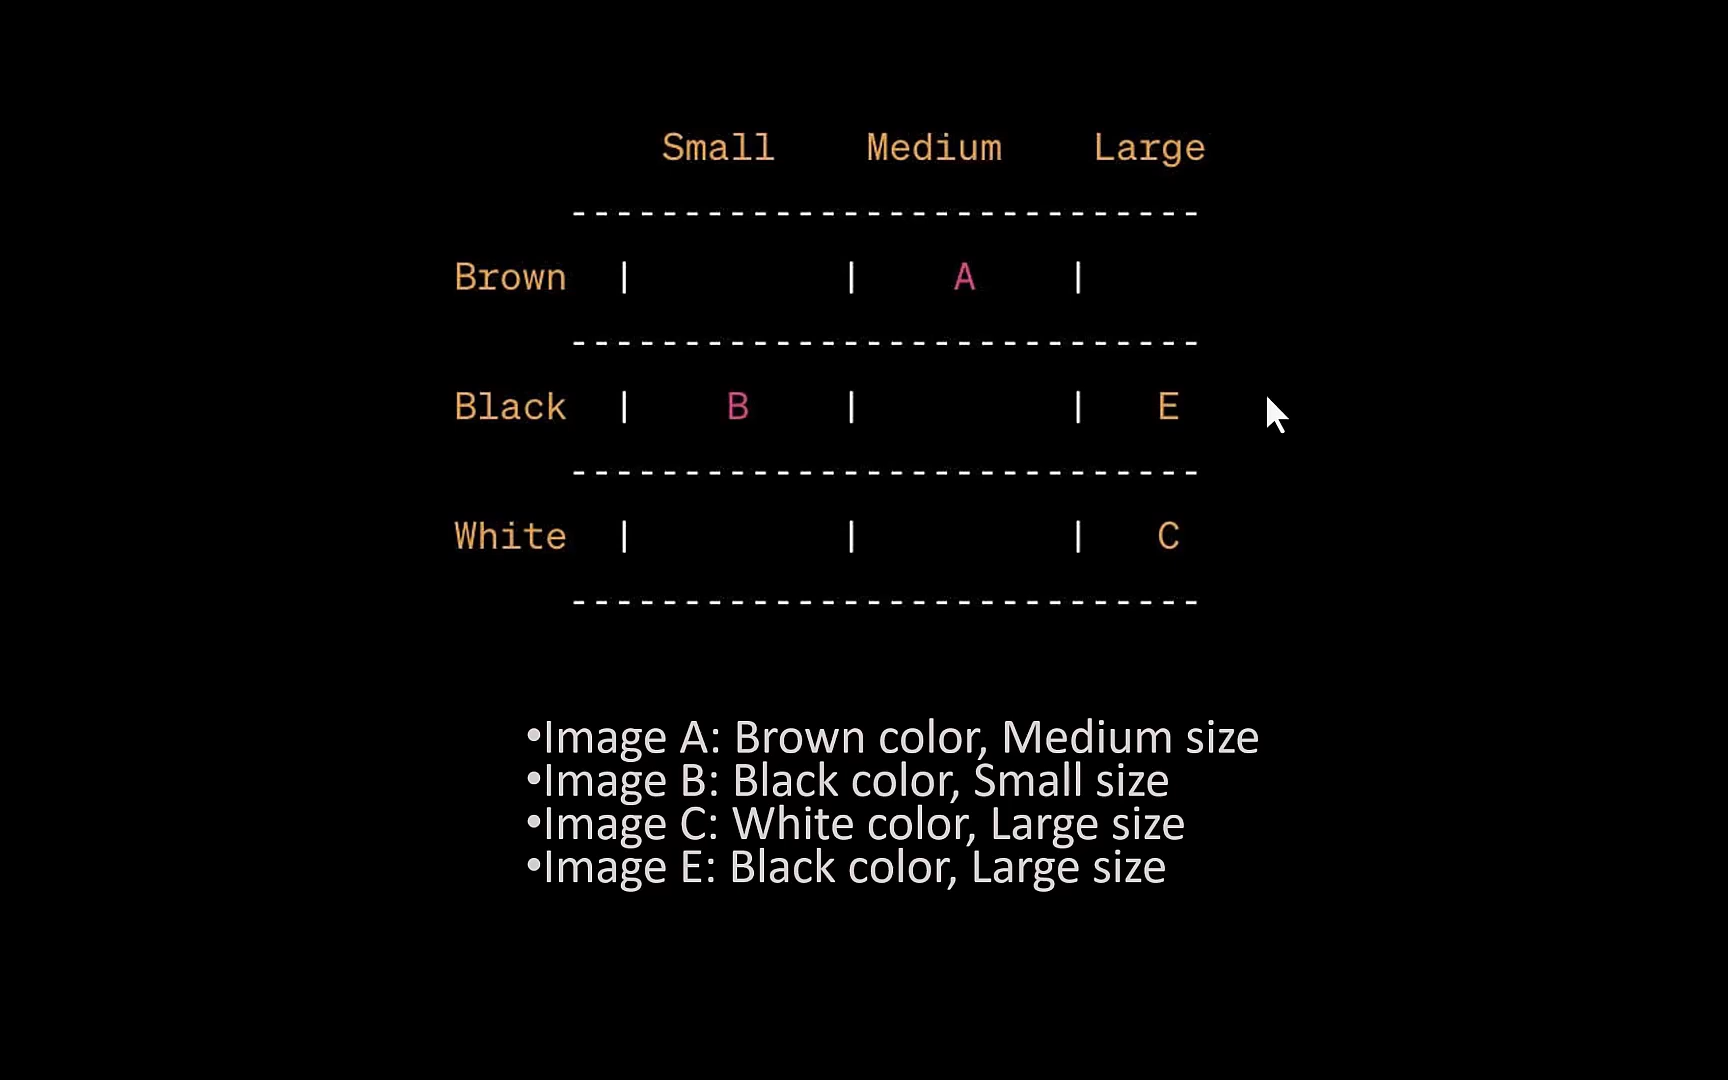 Small Medium Large
----------------------------
Brown | | A |
----------------------------
Black | B | | E
----------------------------
White | | | C
----------------------------
•Image A: Brown color, Medium size
•Image B: Black color, Small size
•Image C: White color, Large size
•Image E: Black color, Large size